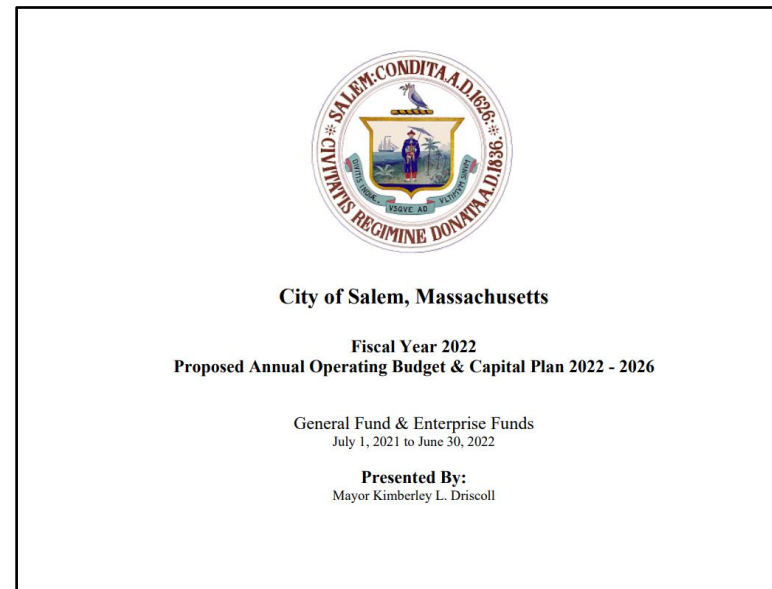 SALEM:CONDITA.A.D.1626:
CIVITATIS REGIMINE DONATA.A.D.1836.
DIVITIS INDIÆ,
VSQVE AD
VLTIMVM SINVM
City of Salem, Massachusetts
Fiscal Year 2022
Proposed Annual Operating Budget & Capital Plan 2022 - 2026
General Fund & Enterprise Funds
July 1, 2021 to June 30, 2022
Presented By:
Mayor Kimberley L. Driscoll